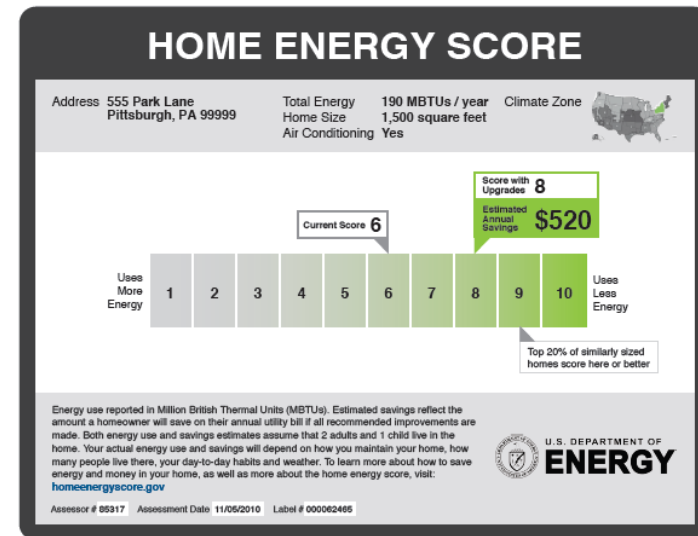 HOME ENERGY SCORE
Address 555 Park Lane
Pittsburgh, PA 99999
Total Energy 190 MBTUs / year
Home Size 1,500 square feet
Air Conditioning Yes
Climate Zone
Score with
Upgrades 8
Estimated
Annual
Savings $520
Current Score 6
Uses
More
Energy
1 2 3 4 5 6 7 8 9 10
Uses
Less
Energy
Top 20% of similarly sized
homes score here or better
Energy use reported in Million British Thermal Units (MBTUs). Estimated savings reflect the
amount a homeowner will save on their annual utility bill if all recommended improvements are
made. Both energy use and savings estimates assume that 2 adults and 1 child live in the
home. Your actual energy use and savings will depend on how you maintain your home, how
many people live there, your day-to-day habits and weather. To learn more about how to save
energy and money in your home, as well as more about the home energy score, visit:
homeenergyscore.gov
U.S. DEPARTMENT OF
ENERGY
Assessor # 85317 Assessment Date 11/05/2010 Label # 000062465